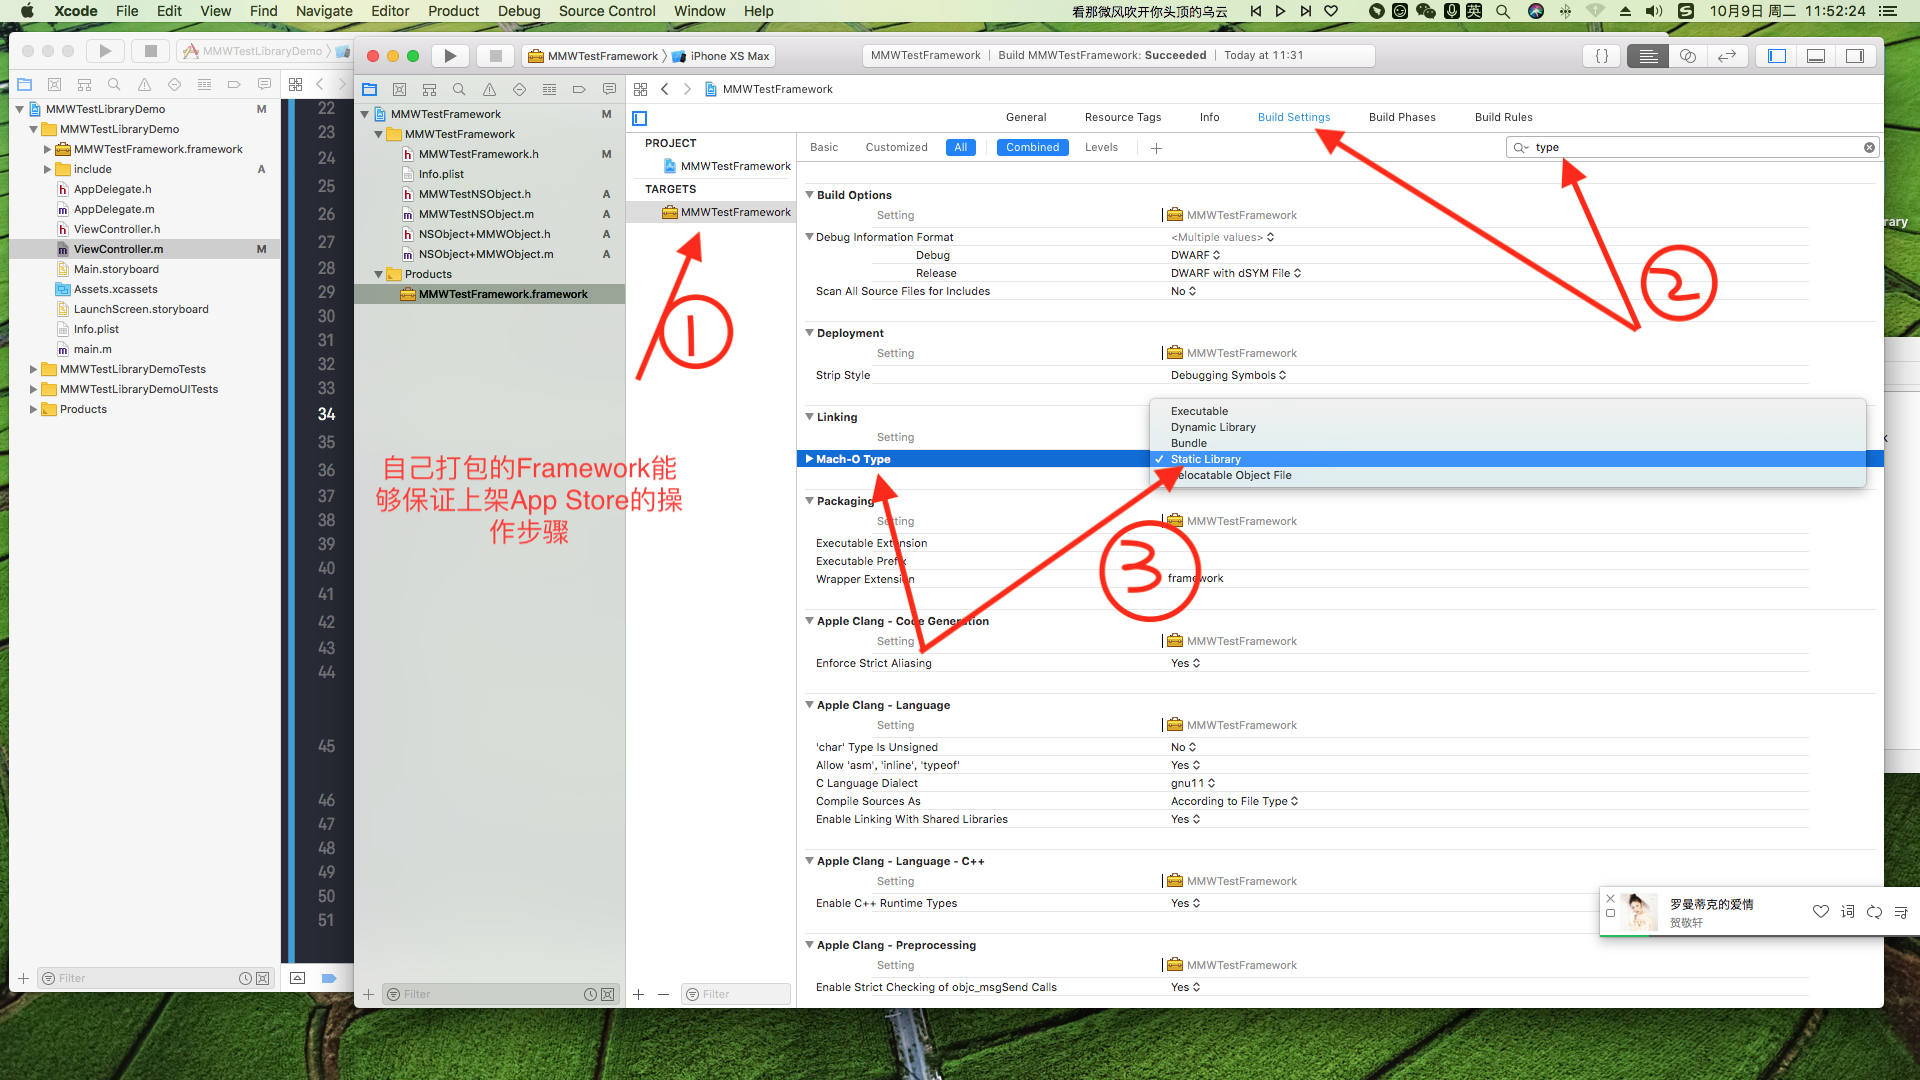 Xcode File Edit View Find Navigate Editor Product Debug Source Control Window Help
看那微风吹开你头顶的乌云
英
10月9日 周二 11:52:24
MMWTestLibraryDemo
MMWTestFramework
iPhone XS Max
MMWTestFramework | Build MMWTestFramework: Succeeded | Today at 11:31
MMWTestLibraryDemo M
MMWTestLibraryDemo
MMWTestFramework.framework
include A
AppDelegate.h
AppDelegate.m
ViewController.h
ViewController.m M
Main.storyboard
Assets.xcassets
LaunchScreen.storyboard
Info.plist
main.m
MMWTestLibraryDemoTests
MMWTestLibraryDemoUITests
Products
Filter
22
23
24
25
26
27
28
29
30
31
32
33
34
35
36
37
38
39
40
41
42
43
44
45
46
47
48
49
50
51
MMWTestFramework M
MMWTestFramework
MMWTestFramework.h M
Info.plist
MMWTestNSObject.h A
MMWTestNSObject.m A
NSObject+MMWObject.h A
NSObject+MMWObject.m A
Products
MMWTestFramework.framework
自己打包的Framework能
够保证上架App Store的操
作步骤
Filter
MMWTestFramework
General Resource Tags Info Build Settings Build Phases Build Rules
PROJECT
MMWTestFramework
TARGETS
MMWTestFramework
Filter
1
2
3
Basic Customized All Combined Levels
type
Build Options
Setting MMWTestFramework
Debug Information Format <Multiple values>
Debug DWARF
Release DWARF with dSYM File
Scan All Source Files for Includes No
Deployment
Setting MMWTestFramework
Strip Style Debugging Symbols
Linking
Setting
Mach-O Type
Executable
Dynamic Library
Bundle
Static Library
elocatable Object File
Packaging
Setting MMWTestFramework
Executable Extension
Executable Prefix
Wrapper Extension framework
Apple Clang - Code Generation
Setting MMWTestFramework
Enforce Strict Aliasing Yes
Apple Clang - Language
Setting MMWTestFramework
'char' Type Is Unsigned No
Allow 'asm', 'inline', 'typeof' Yes
C Language Dialect gnu11
Compile Sources As According to File Type
Enable Linking With Shared Libraries Yes
Apple Clang - Language - C++
Setting MMWTestFramework
Enable C++ Runtime Types Yes
Apple Clang - Preprocessing
Setting MMWTestFramework
Enable Strict Checking of objc_msgSend Calls Yes
rary
罗曼蒂克的爱情
贺敬轩
词